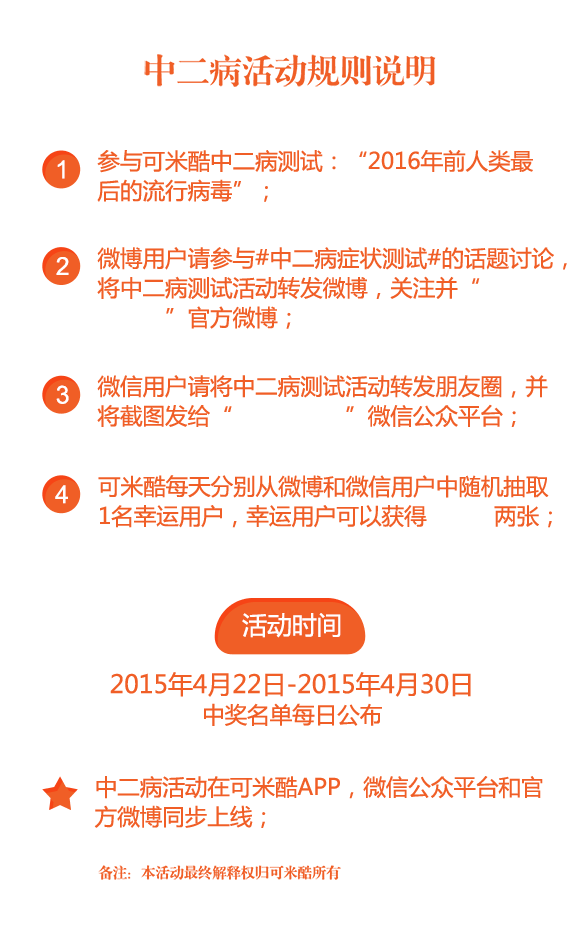 中二病活动规则说明
1 参与可米酷中二病测试：“2016年前人类最
后的流行病毒”；
2 微博用户请参与#中二病症状测试#的话题讨论，
将中二病测试活动转发微博，关注并“
”官方微博；
3 微信用户请将中二病测试活动转发朋友圈，并
将截图发给“ ”微信公众平台；
4 可米酷每天分别从微博和微信用户中随机抽取
1名幸运用户，幸运用户可以获得 两张；
活动时间
2015年4月22日-2015年4月30日
中奖名单每日公布
中二病活动在可米酷APP，微信公众平台和官
方微博同步上线；
备注：本活动最终解释权归可米酷所有